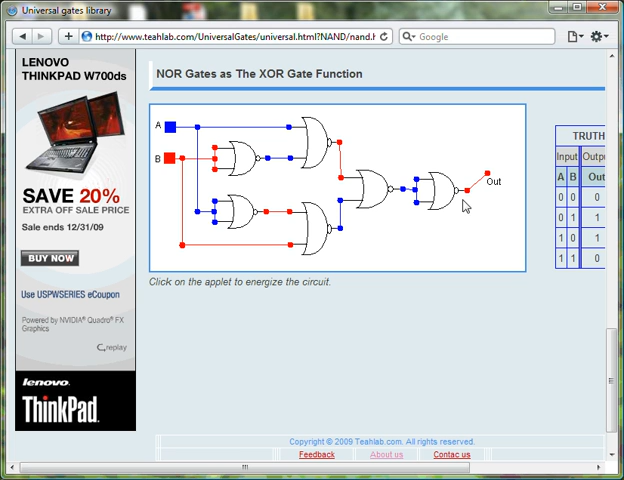 Universal gates library
http://www.teahlab.com/UniversalGates/universal.html?NAND/nand.h
Google
LENOVO
THINKPAD W700ds
SAVE 20%
EXTRA OFF SALE PRICE
Sale ends 12/31/09
BUY NOW
Use USPWSERIES eCoupon
Powered by NVIDIA® Quadro® FX
Graphics
replay
lenovo
ThinkPad
NOR Gates as The XOR Gate Function
A
B
Out
Click on the applet to energize the circuit.
TRUTH
Input Outpu
A B Out
0 0 0
0 1 1
1 0 1
1 1 0
Copyright © 2009 Teahlab.com. All rights reserved.
Feedback About us Contac us